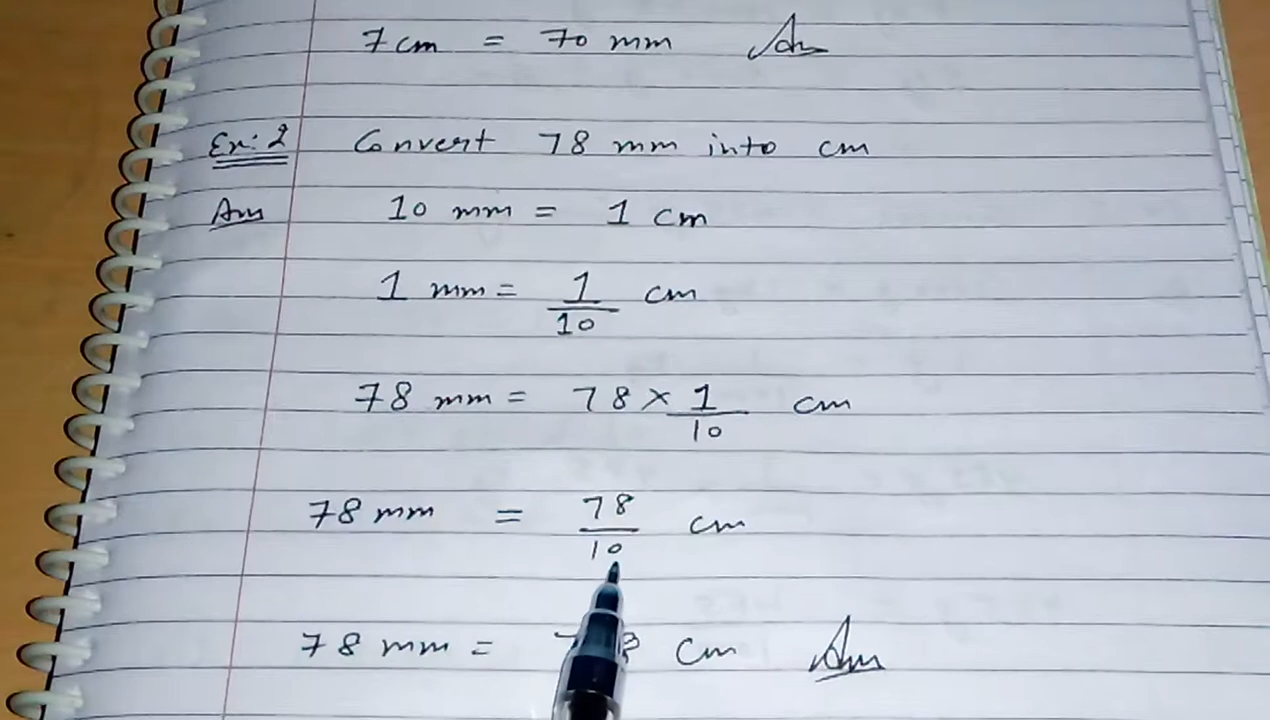 7 cm = 70 mm Ans
Ex: 2 Convert 78 mm into cm
Ans 10 mm = 1 cm
1 mm = 1/10 cm
78 mm = 78 × 1/10 cm
78 mm = 78/10 cm
78 mm = cm Ans